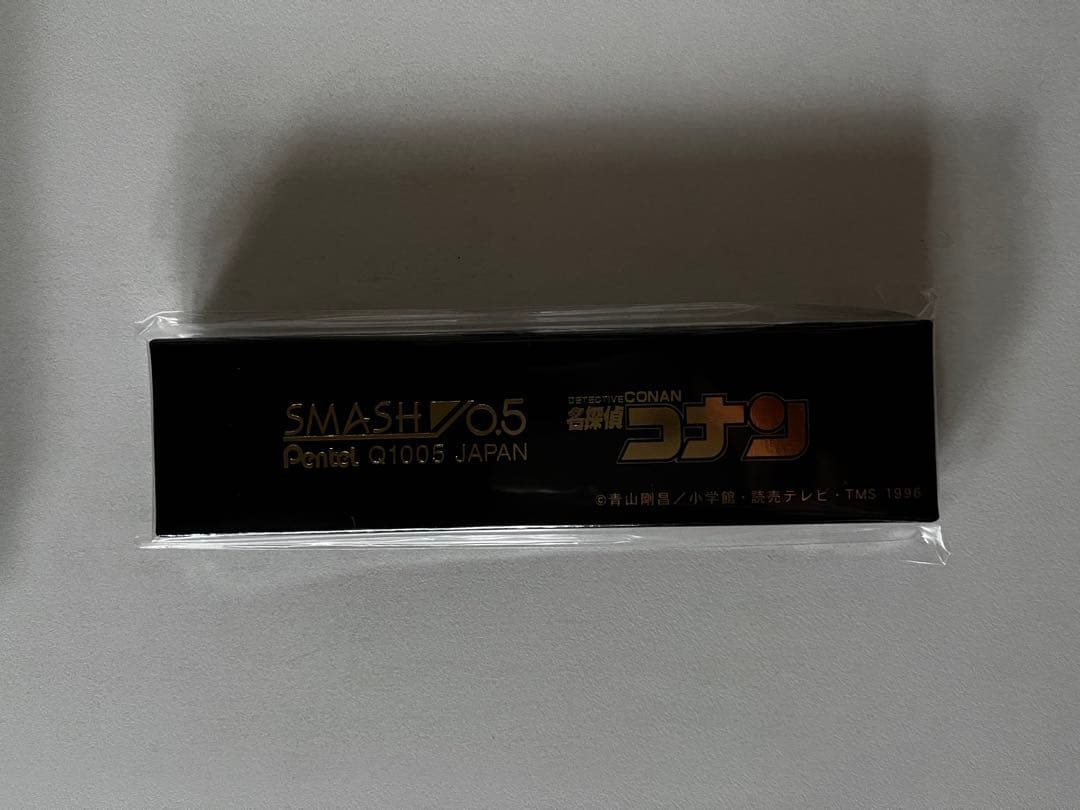 SMASH 0.5
Pentel Q1005 JAPAN
DETECTIVE CONAN
名探偵コナン
©青山剛昌／小学館・読売テレビ・TMS 1996